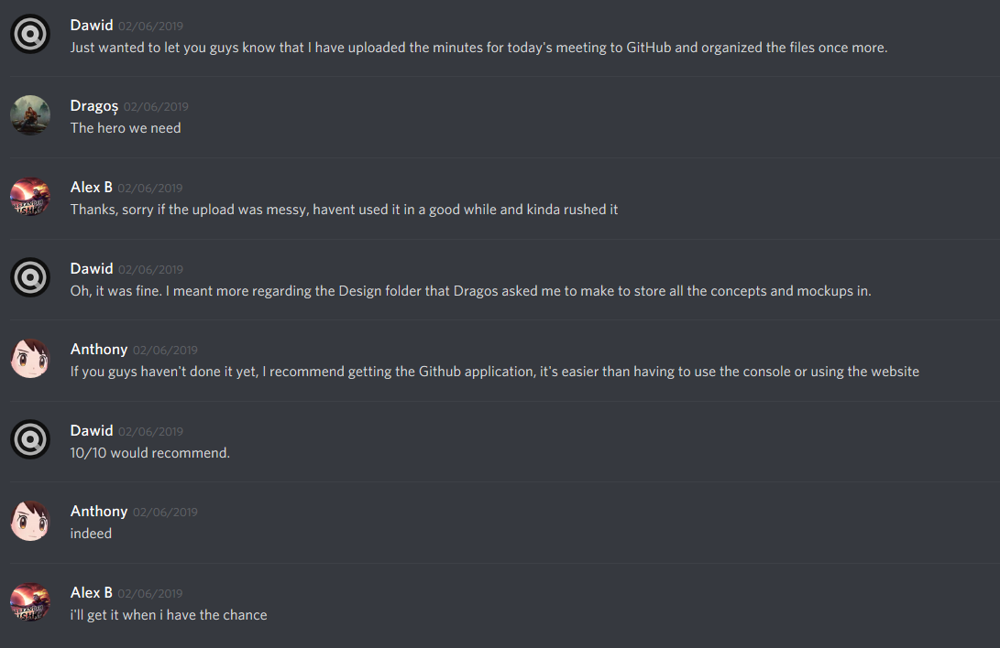 Dawid 02/06/2019
Just wanted to let you guys know that I have uploaded the minutes for today's meeting to GitHub and organized the files once more.
Dragoș 02/06/2019
The hero we need
Alex B 02/06/2019
Thanks, sorry if the upload was messy, havent used it in a good while and kinda rushed it
Dawid 02/06/2019
Oh, it was fine. I meant more regarding the Design folder that Dragos asked me to make to store all the concepts and mockups in.
Anthony 02/06/2019
If you guys haven't done it yet, I recommend getting the Github application, it's easier than having to use the console or using the website
Dawid 02/06/2019
10/10 would recommend.
Anthony 02/06/2019
indeed
Alex B 02/06/2019
i'll get it when i have the chance